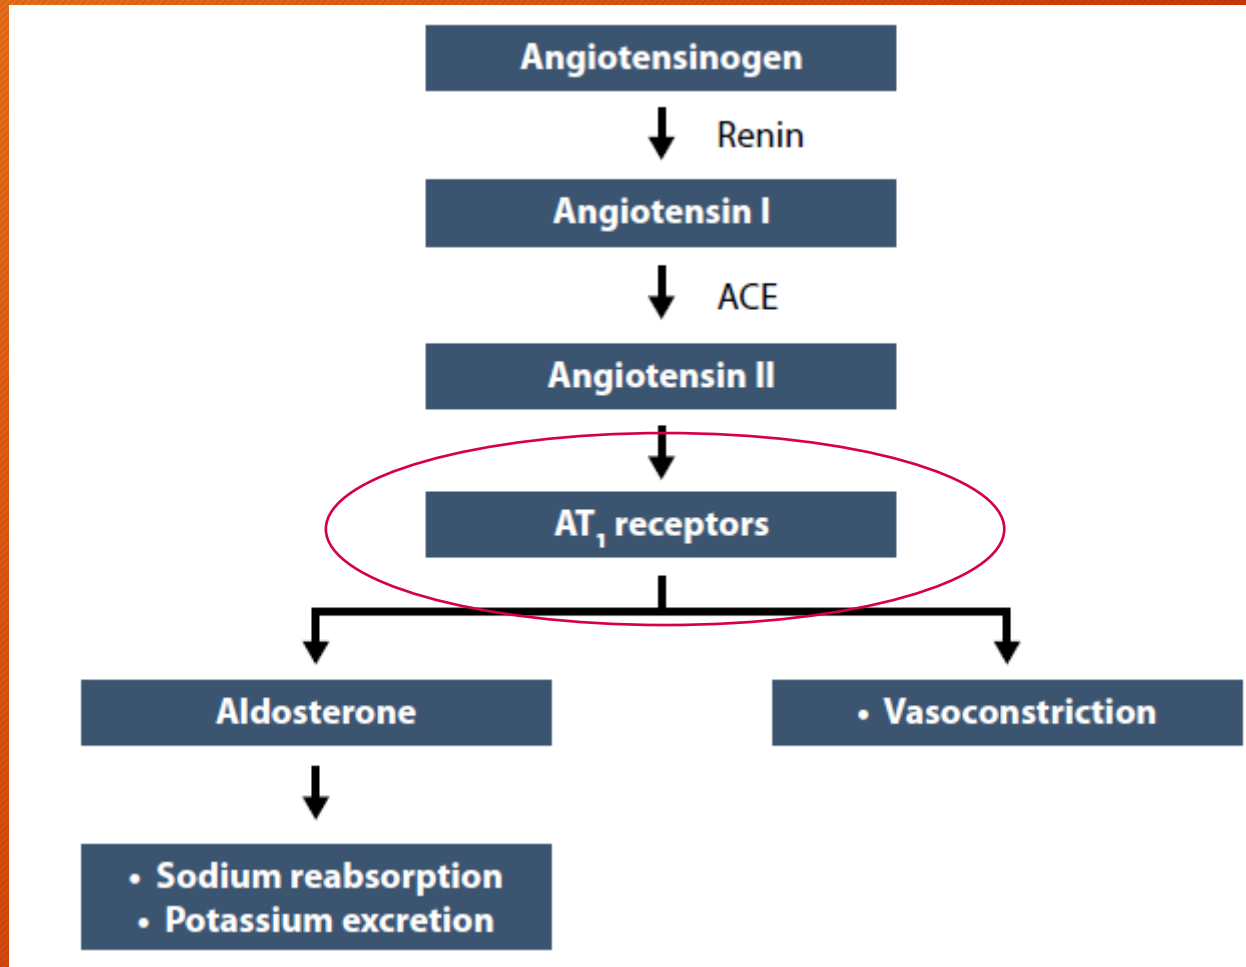 Angiotensinogen
Renin
Angiotensin I
ACE
Angiotensin II
AT₁ receptors
Aldosterone
• Vasoconstriction
• Sodium reabsorption
• Potassium excretion